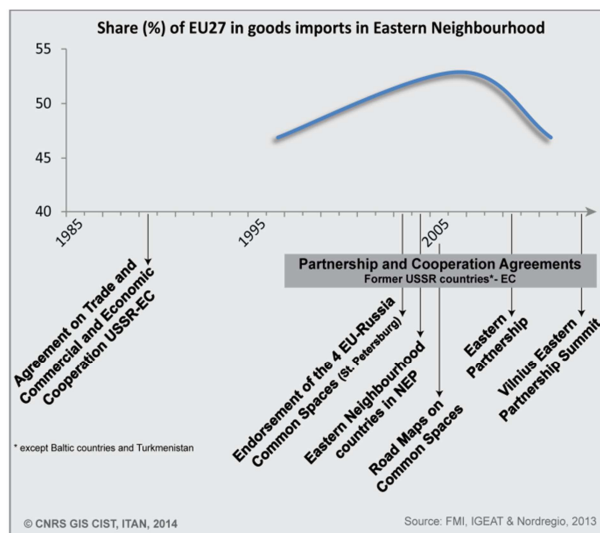 Share (%) of EU27 in goods imports in Eastern Neighbourhood
55
50
45
40
1985
1995
2005
Partnership and Cooperation Agreements
Former USSR countries*- EC
Agreement on Trade and
Commercial and Economic
Cooperation USSR-EC
Endorsement of the 4 EU-Russia
Common Spaces (St. Petersburg)
Eastern Neighbourhood
countries in NEP
Road Maps on
Common Spaces
Eastern
Partnership
Vilnius Eastern
Partnership Summit
* except Baltic countries and Turkmenistan
© CNRS GIS CIST, ITAN, 2014
Source: FMI, IGEAT & Nordregio, 2013